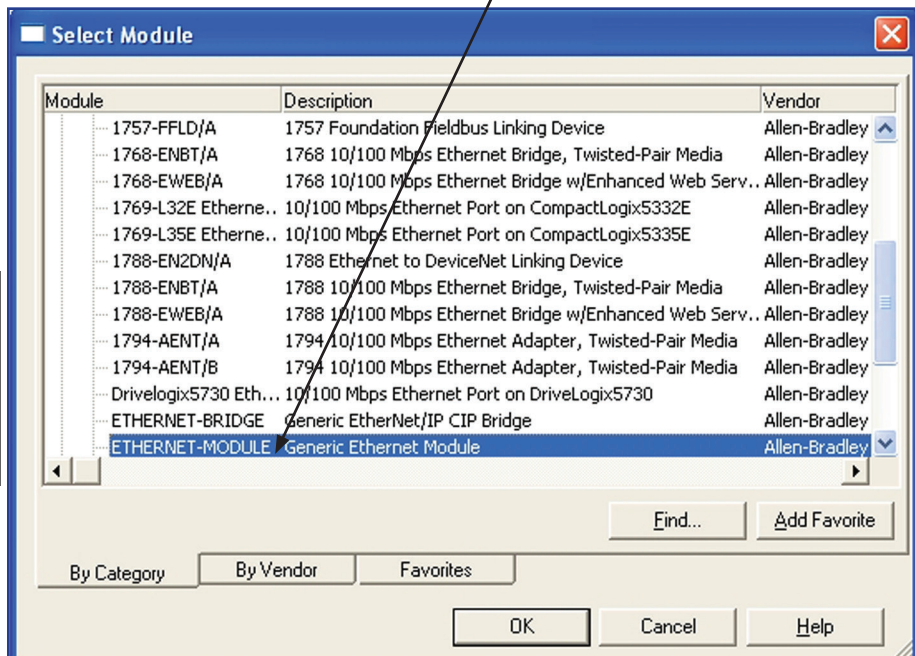 Select Module
Module Description Vendor
1757-FFLD/A 1757 Foundation Fieldbus Linking Device Allen-Bradley
1768-ENBT/A 1768 10/100 Mbps Ethernet Bridge, Twisted-Pair Media Allen-Bradley
1768-EWEB/A 1768 10/100 Mbps Ethernet Bridge w/Enhanced Web Serv.. Allen-Bradley
1769-L32E Etherne.. 10/100 Mbps Ethernet Port on CompactLogix5332E Allen-Bradley
1769-L35E Etherne.. 10/100 Mbps Ethernet Port on CompactLogix5335E Allen-Bradley
1788-EN2DN/A 1788 Ethernet to DeviceNet Linking Device Allen-Bradley
1788-ENBT/A 1788 10/100 Mbps Ethernet Bridge, Twisted-Pair Media Allen-Bradley
1788-EWEB/A 1788 10/100 Mbps Ethernet Bridge w/Enhanced Web Serv.. Allen-Bradley
1794-AENT/A 1794 10/100 Mbps Ethernet Adapter, Twisted-Pair Media Allen-Bradley
1794-AENT/B 1794 10/100 Mbps Ethernet Adapter, Twisted-Pair Media Allen-Bradley
Drivelogix5730 Eth... 10/100 Mbps Ethernet Port on DriveLogix5730 Allen-Bradley
ETHERNET-BRIDGE Generic EtherNet/IP CIP Bridge Allen-Bradley
ETHERNET-MODULE Generic Ethernet Module Allen-Bradley
Find... Add Favorite
By Category By Vendor Favorites
OK Cancel Help